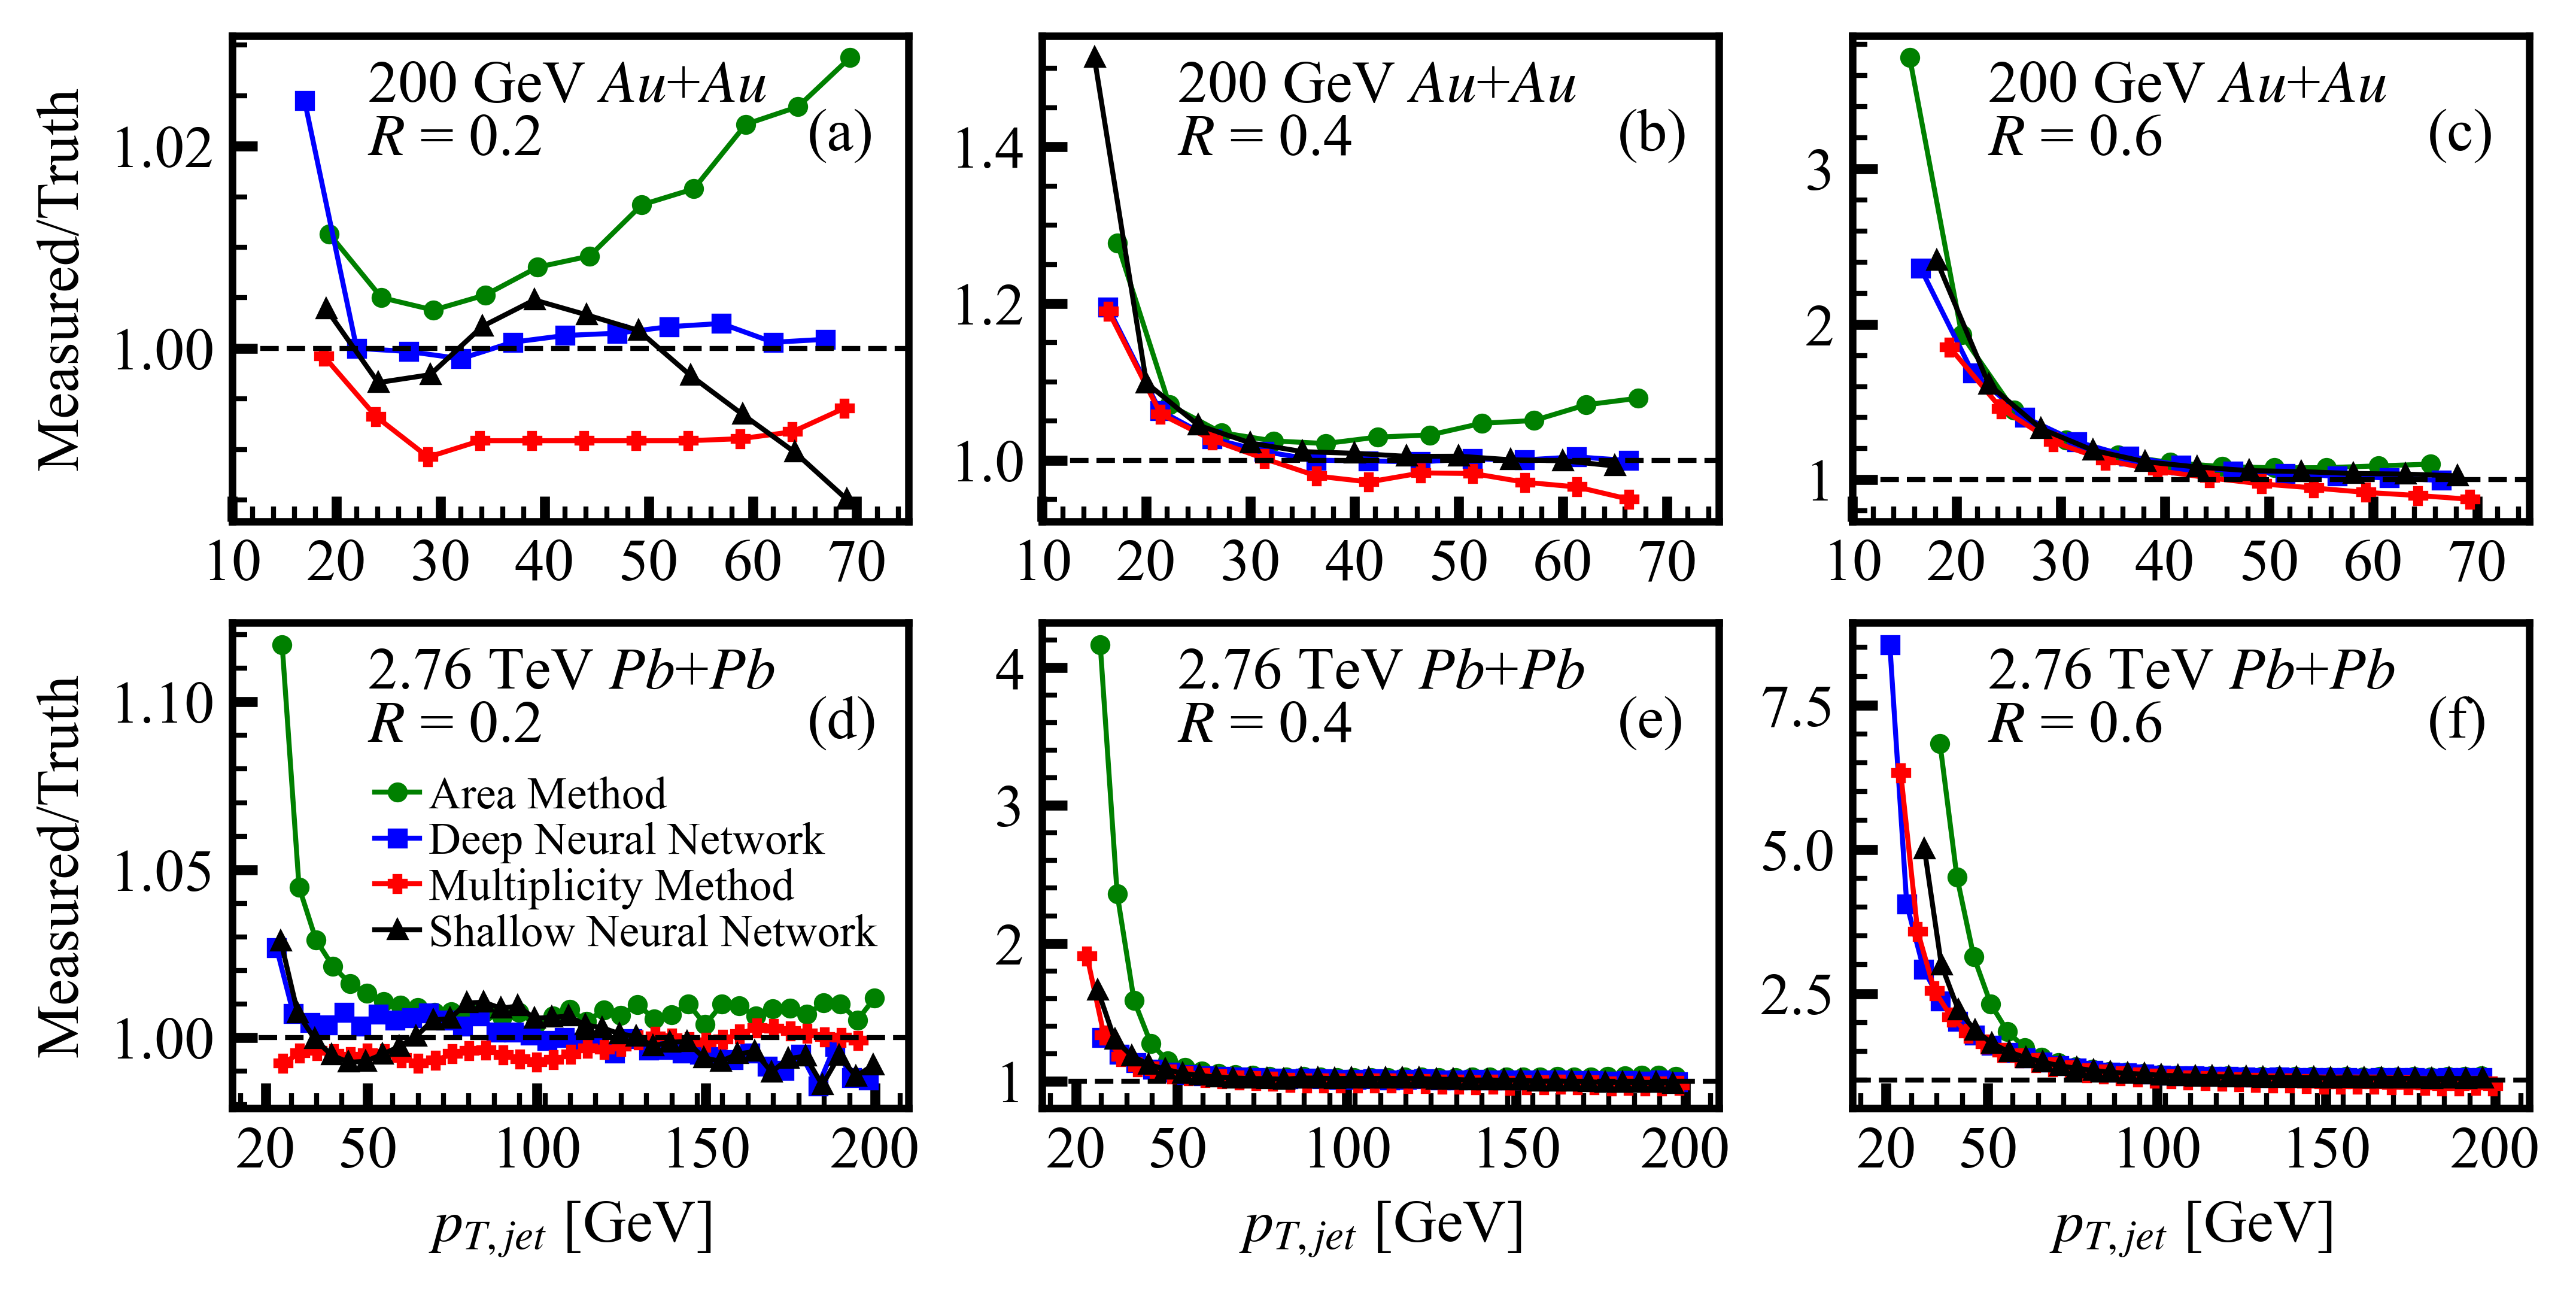 Measured/Truth
1.02
1.00
200 GeV Au+Au
R = 0.2
(a)
10 20 30 40 50 60 70
1.4
1.2
1.0
200 GeV Au+Au
R = 0.4
(b)
10 20 30 40 50 60 70
3
2
1
200 GeV Au+Au
R = 0.6
(c)
10 20 30 40 50 60 70
Measured/Truth
1.10
1.05
1.00
2.76 TeV Pb+Pb
R = 0.2
(d)
Area Method
Deep Neural Network
Multiplicity Method
Shallow Neural Network
20 50 100 150 200
p_{T,jet} [GeV]
4
3
2
1
2.76 TeV Pb+Pb
R = 0.4
(e)
20 50 100 150 200
p_{T,jet} [GeV]
7.5
5.0
2.5
2.76 TeV Pb+Pb
R = 0.6
(f)
20 50 100 150 200
p_{T,jet} [GeV]